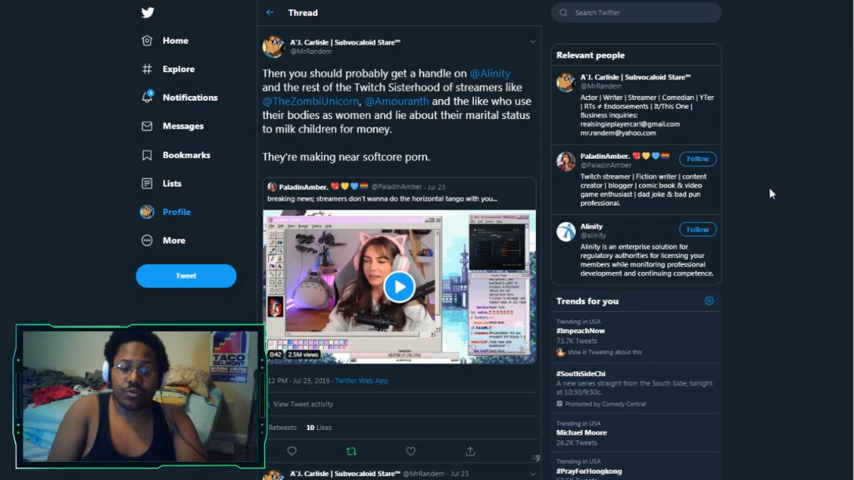 Thread
Search Twitter
Home
Explore
Notifications
Messages
Bookmarks
Lists
Profile
More
Tweet
A'J. Carlisle | Subvocaloid Stare™
@MrRandem
Then you should probably get a handle on @Alinity
and the rest of the Twitch Sisterhood of streamers like
@TheZombiUnicorn, @Amouranth and the like who use
their bodies as women and lie about their marital status
to milk children for money.
They're making near softcore porn.
PaladinAmber. @PaladinAmber · Jul 23
breaking news; streamers don't wanna do the horizontal tango with you...
0:42 2.5M views
12 PM · Jul 23, 2019 · Twitter Web App
View Tweet activity
Retweets 10 Likes
A'J. Carlisle | Subvocaloid Stare™ @MrRandem · Jul 23
Relevant people
A'J. Carlisle | Subvocaloid Stare™
@MrRandem
Actor | Writer | Streamer | Comedian | YTer
| RTs ≠ Endorsements | It/This One |
Business inquiries:
realsingleplayercarl@gmail.com
mr.randem@yahoo.com
PaladinAmber.
@PaladinAmber
Follow
Twitch streamer | Fiction writer | content
creator | blogger | comic book & video
game enthusiast | dad joke & bad pun
professional.
Alinity
@alinity
Follow
Alinity is an enterprise solution for
regulatory authorities for licensing your
members while monitoring professional
development and continuing competence.
Trends for you
Trending in USA
#ImpeachNow
73.7K Tweets
shoe is Tweeting about this
#SouthSideChi
A new series straight from the South Side, tonight
at 10:30/9:30c.
Promoted by Comedy Central
Trending in USA
Michael Moore
26.2K Tweets
Trending in USA
#PrayForHongkong
TACO
BELMONT